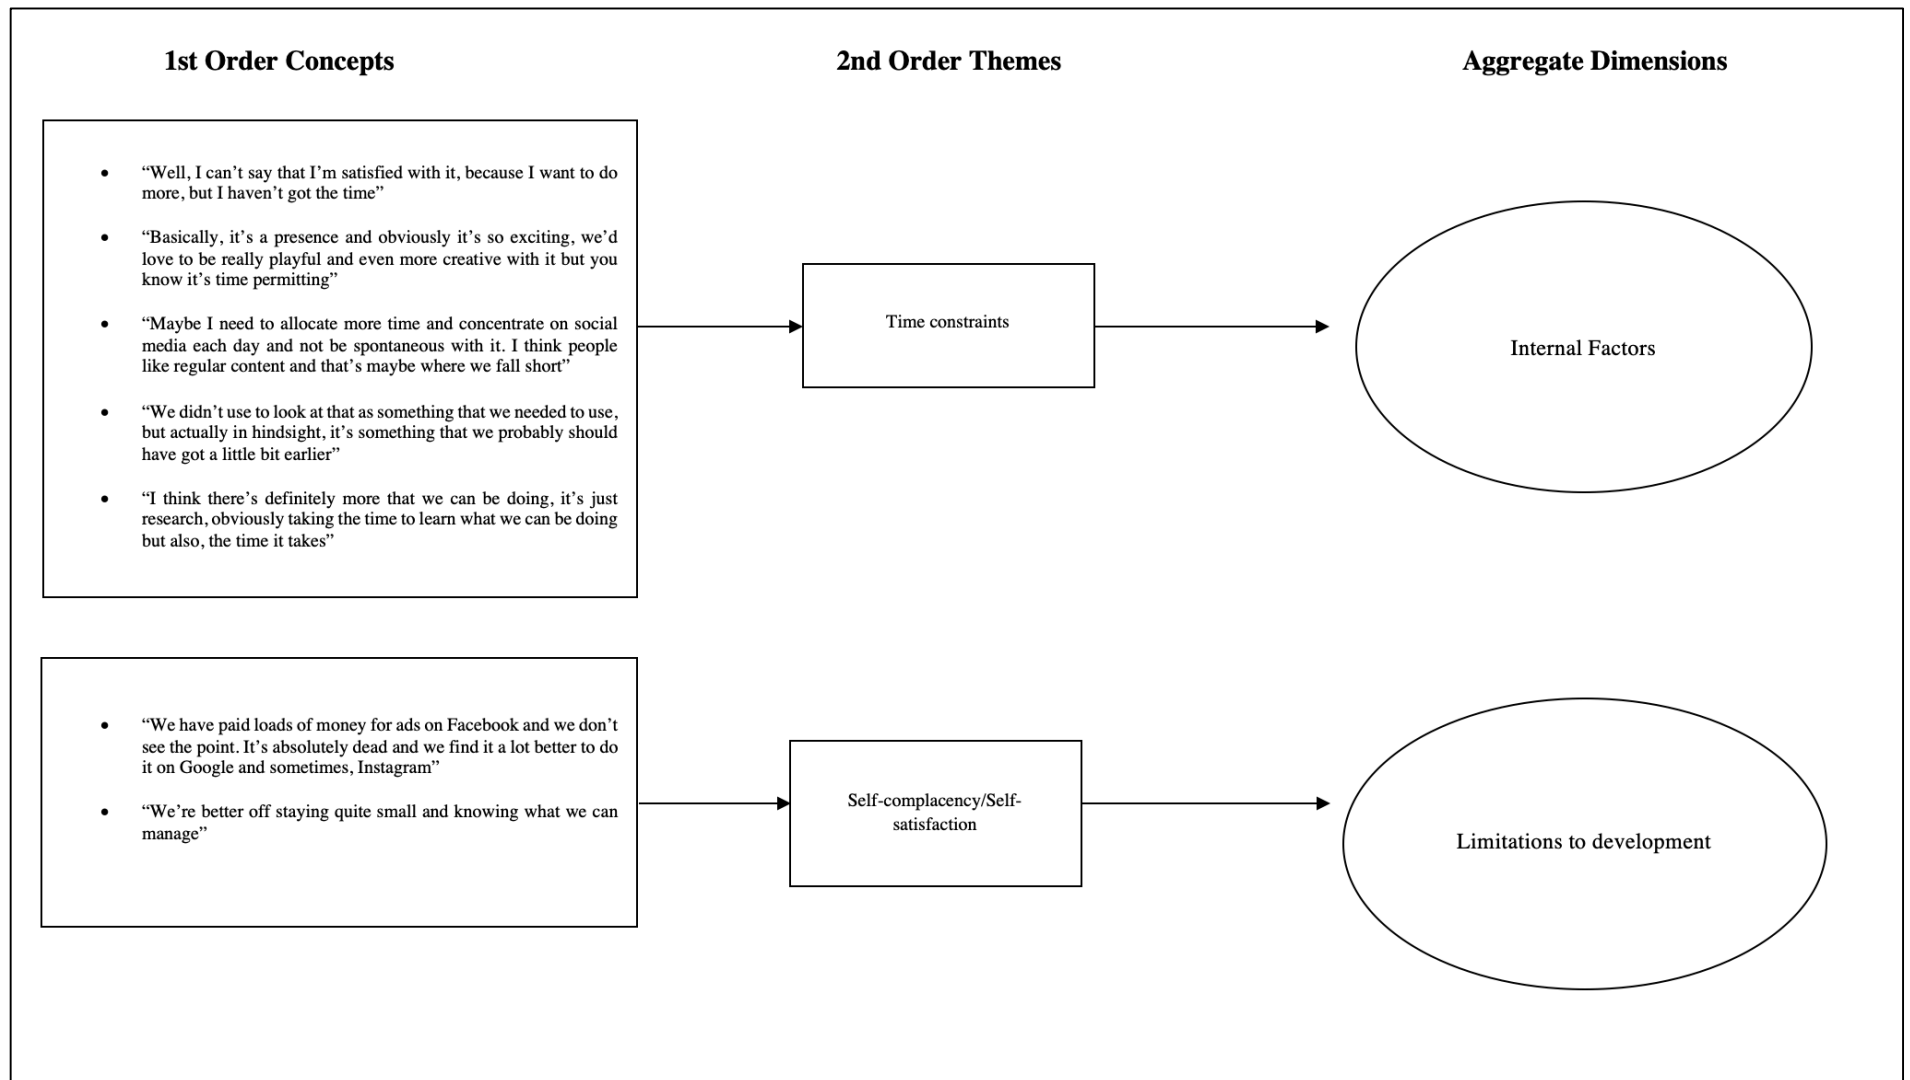 1st Order Concepts
2nd Order Themes
Aggregate Dimensions
• “Well, I can’t say that I’m satisfied with it, because I want to do
more, but I haven’t got the time”
• “Basically, it’s a presence and obviously it’s so exciting, we’d
love to be really playful and even more creative with it but you
know it’s time permitting”
• “Maybe I need to allocate more time and concentrate on social
media each day and not be spontaneous with it. I think people
like regular content and that’s maybe where we fall short”
• “We didn’t use to look at that as something that we needed to use,
but actually in hindsight, it’s something that we probably should
have got a little bit earlier”
• “I think there’s definitely more that we can be doing, it’s just
research, obviously taking the time to learn what we can be doing
but also, the time it takes”
Time constraints
Internal Factors
• “We have paid loads of money for ads on Facebook and we don’t
see the point. It’s absolutely dead and we find it a lot better to do
it on Google and sometimes, Instagram”
• “We’re better off staying quite small and knowing what we can
manage”
Self-complacency/Self-
satisfaction
Limitations to development